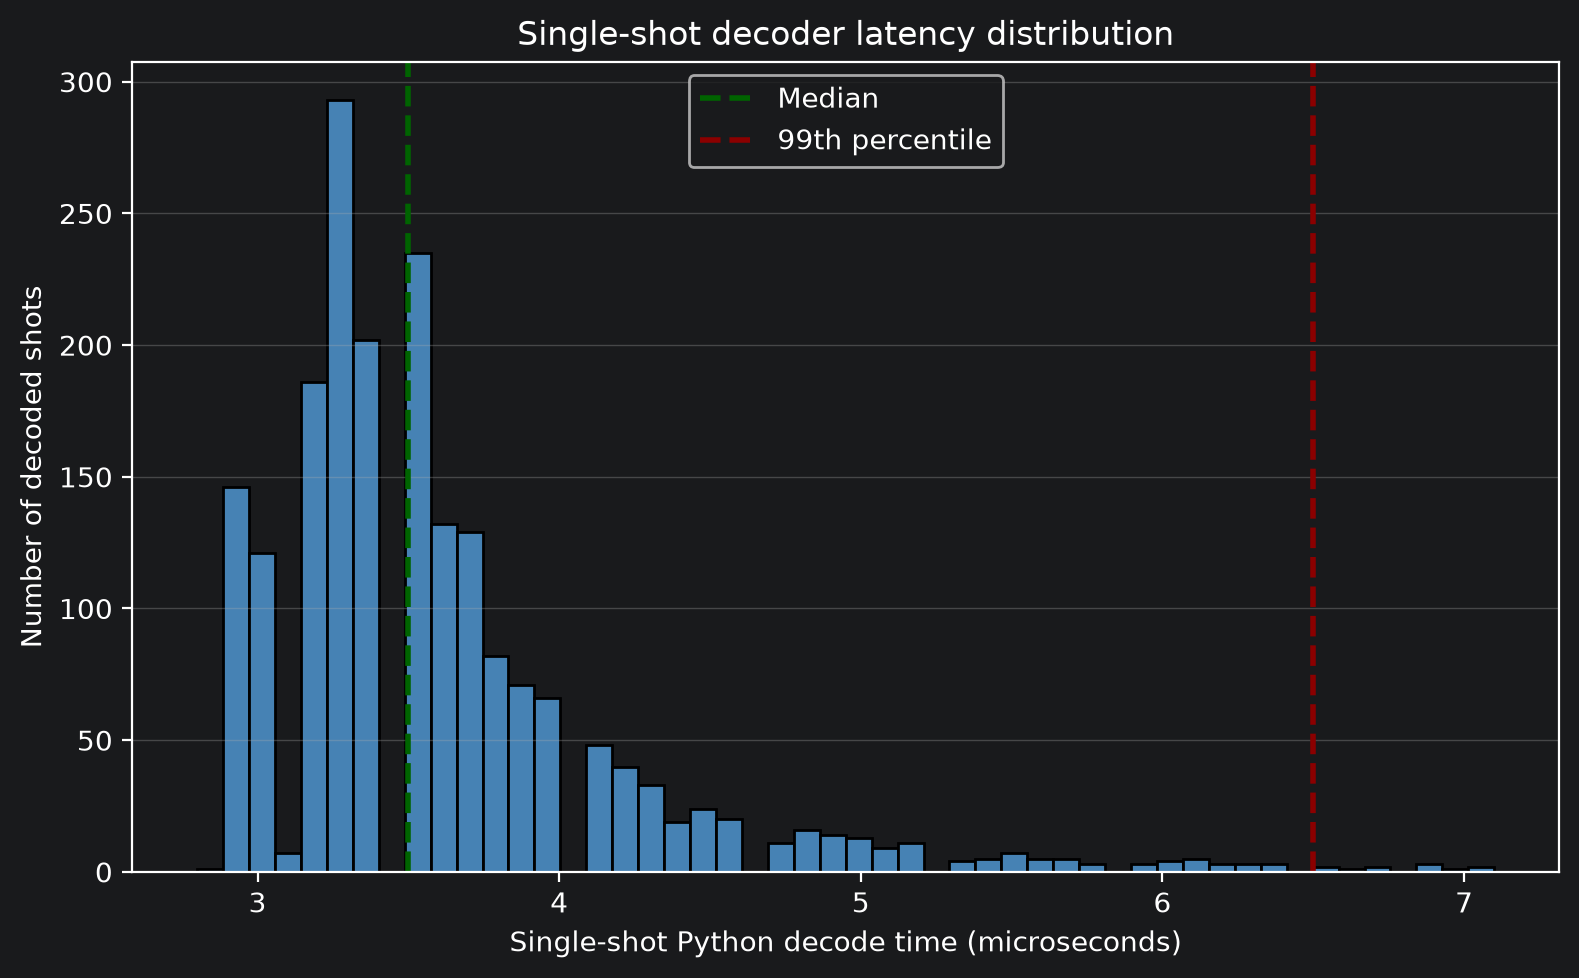 Single-shot decoder latency distribution
Median
99th percentile
Number of decoded shots
300
250
200
150
100
50
0
3 4 5 6 7
Single-shot Python decode time (microseconds)